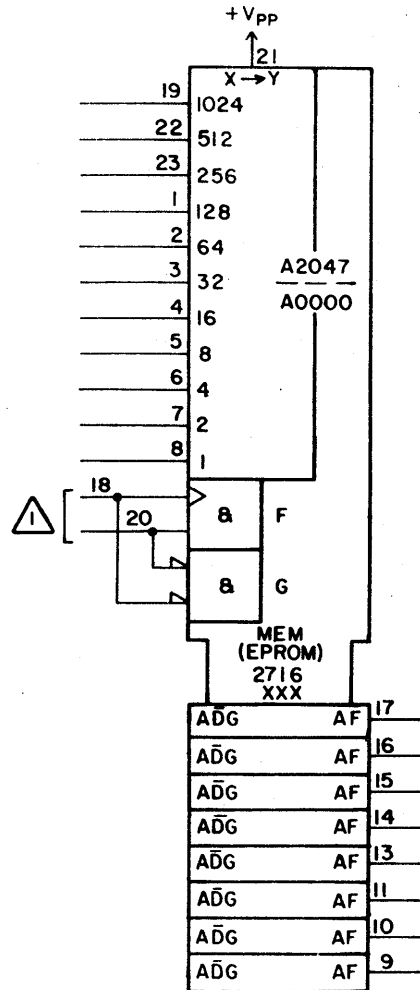 +VPP
21
X → Y
19 1024
22 512
23 256
1 128
2 64
3 32
4 16
5 8
6 4
7 2
8 1
A2047
A0000
18
& F
1
20
& G
MEM
(EPROM)
2716
XXX
AD̄G AF 17
AD̄G AF 16
AD̄G AF 15
AD̄G AF 14
AD̄G AF 13
AD̄G AF 11
AD̄G AF 10
AD̄G AF 9